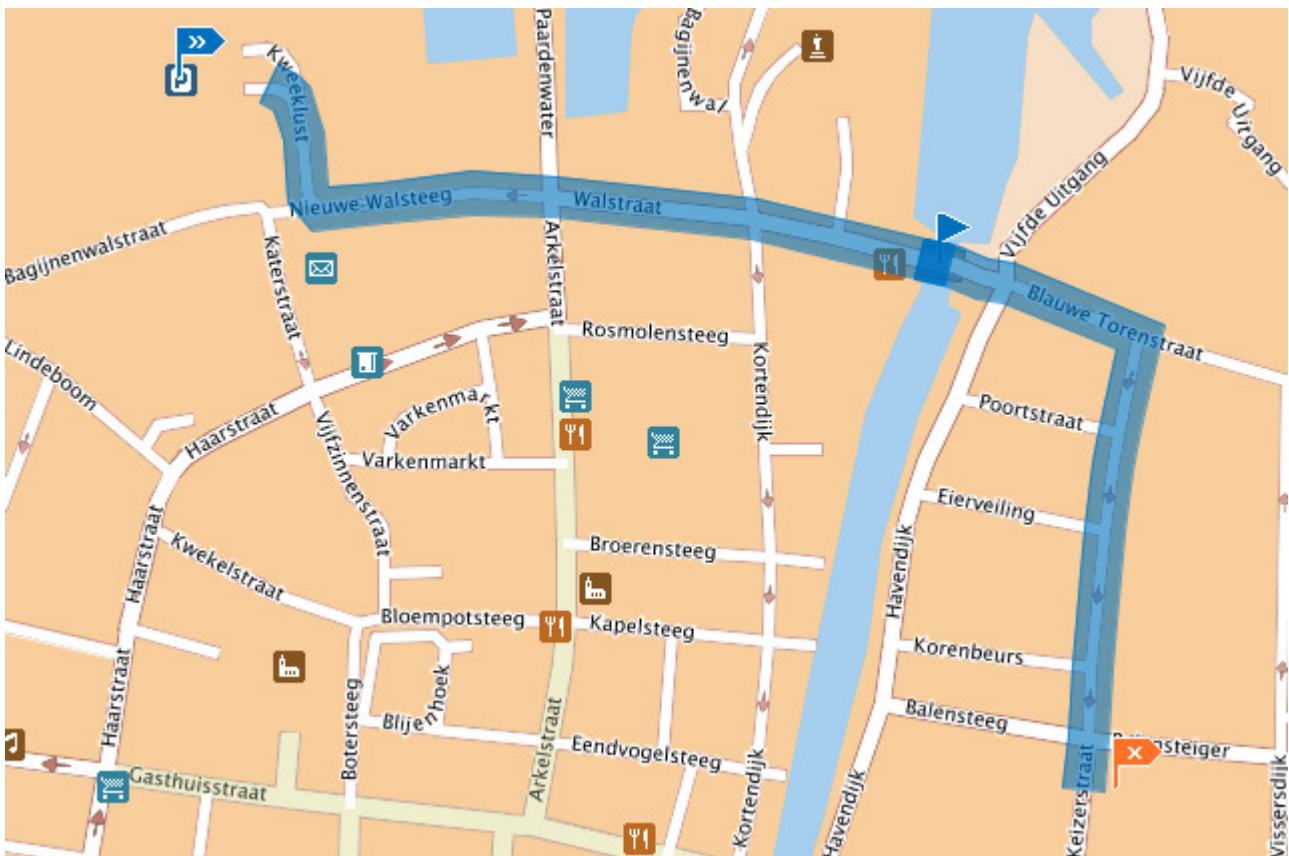 Kweeklust
Paardenwater
Bagijnenwal
Vijfde Uitgang
Vijfde Uitgang
Nieuwe-Walsteeg
Walstraat
Bagijnenwalstraat
Katerstraat
Arkelstraat
Blauwe Torenstraat
Rosmolensteeg
Kortendijk
Lindeboom
Haarstraat
Varkenmarkt
Vijfzinnenstraat
Varkenmarkt
Poortstraat
Eierveiling
Havendijk
Haarstraat
Kwekelstraat
Broerensteeg
Bloempotsteeg
Kapelsteeg
Korenbeurs
Haarstraat
Botersteeg
Blijenhoek
Arkelstraat
Eendvogelsteeg
Balensteeg
Kortendijk
Havendijk
Keizerstraat
Vissersdijk
Gasthuisstraat
P